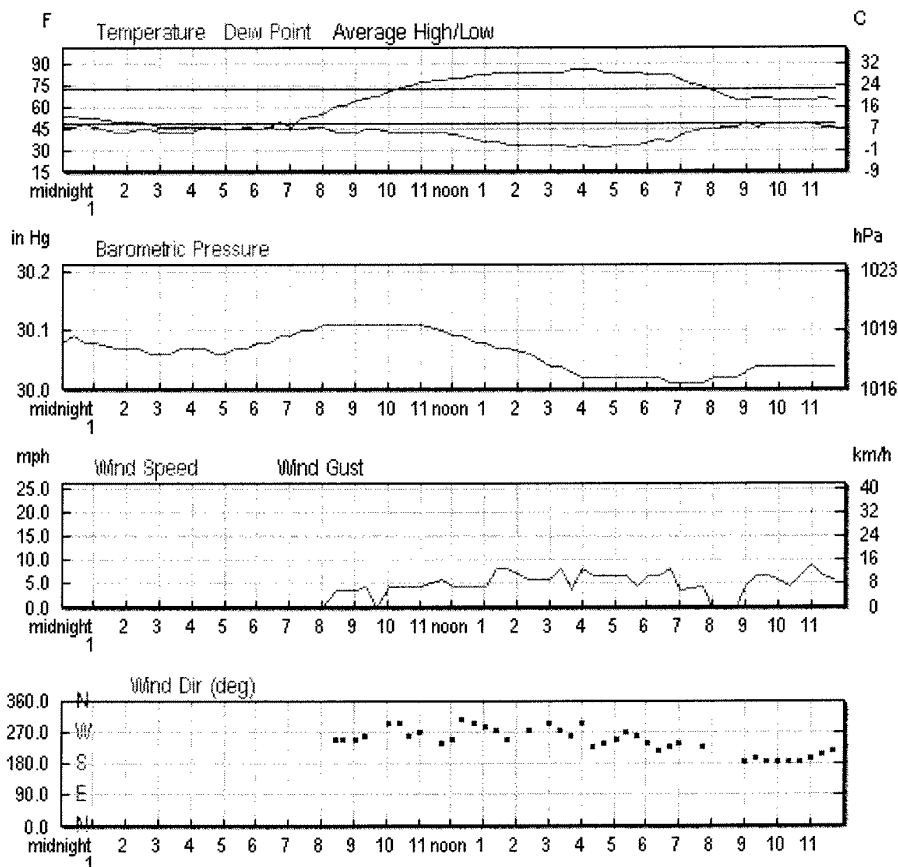 F Temperature Dew Point Average High/Low C
90 32
75 24
60 16
45 7
30 -1
15 -9
midnight 2 3 4 5 6 7 8 9 10 11 noon 1 2 3 4 5 6 7 8 9 10 11
1
in Hg Barometric Pressure hPa
30.2 1023
30.1 1019
30.0 1016
midnight 2 3 4 5 6 7 8 9 10 11 noon 1 2 3 4 5 6 7 8 9 10 11
1
mph Wind Speed Wind Gust km/h
25.0 40
20.0 32
15.0 24
10.0 16
5.0 8
0.0 0
midnight 2 3 4 5 6 7 8 9 10 11 noon 1 2 3 4 5 6 7 8 9 10 11
1
Wind Dir (deg)
360.0 N
270.0 W
180.0 S
90.0 E
0.0 N
midnight 2 3 4 5 6 7 8 9 10 11 noon 1 2 3 4 5 6 7 8 9 10 11
1